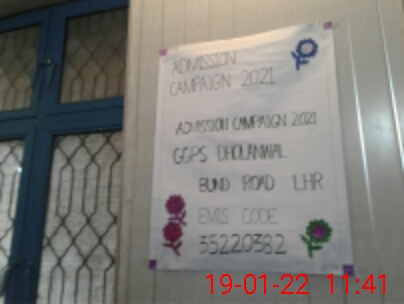 ADMISSION
CAMPAIGN 2021
ADMISSION CAMPAIGN 2021
GGPS DHOLANWAL
BUND ROAD LHR
EMIS CODE
35220382
19-01-22 11:41